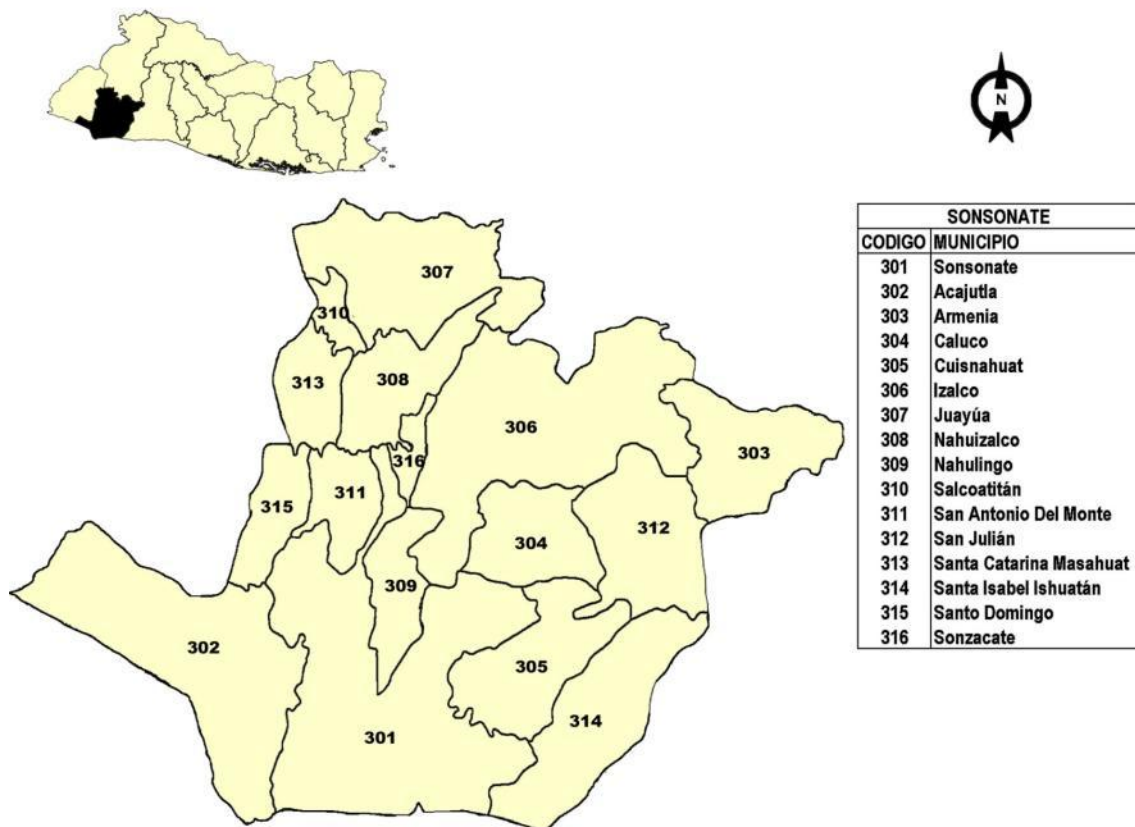 N
SONSONATE
CODIGO MUNICIPIO
301 Sonsonate
302 Acajutla
303 Armenia
304 Caluco
305 Cuisnahuat
306 Izalco
307 Juayúa
308 Nahuizalco
309 Nahulingo
310 Salcoatitán
311 San Antonio Del Monte
312 San Julián
313 Santa Catarina Masahuat
314 Santa Isabel Ishuatán
315 Santo Domingo
316 Sonzacate
307
310
313
308
306
303
316
315
311
312
304
309
302
305
314
301